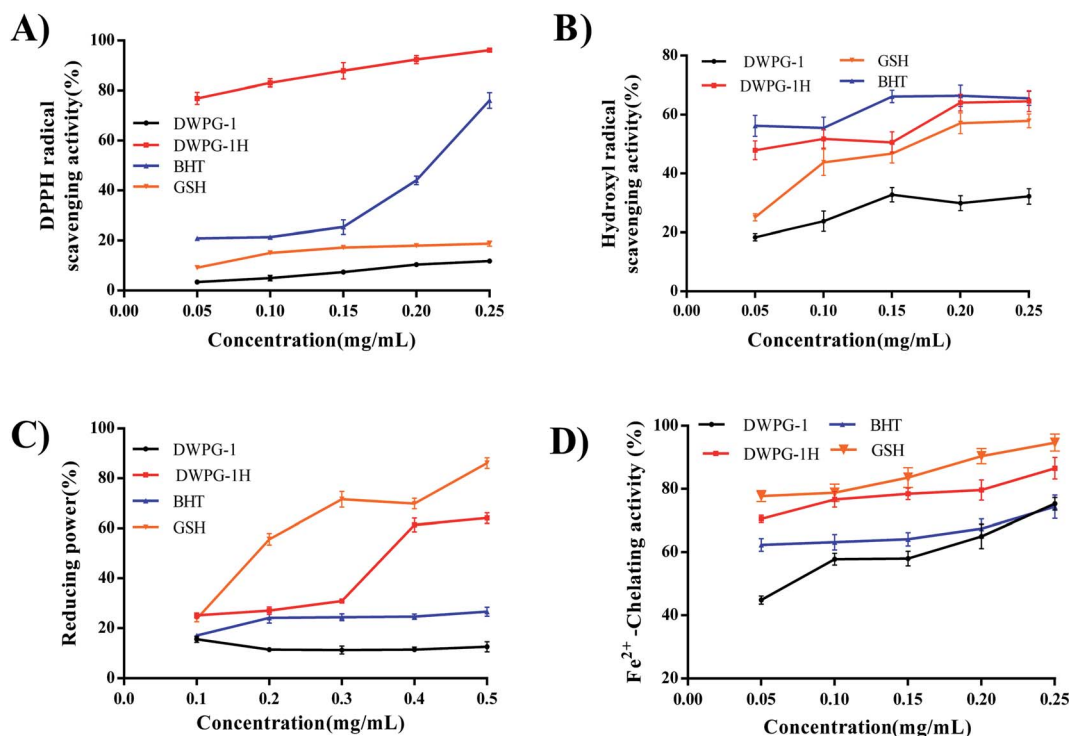 A)
DPPH radical
scavenging activity(%)
100
80
60
40
20
0
DWPG-1
DWPG-1H
BHT
GSH
0.00 0.05 0.10 0.15 0.20 0.25
Concentration(mg/mL)
B)
Hydroxyl radical
scavenging activity(%)
80
60
40
20
0
DWPG-1 GSH
DWPG-1H BHT
0.00 0.05 0.10 0.15 0.20 0.25
Concentration(mg/mL)
C)
Reducing power(%)
100
80
60
40
20
0
DWPG-1
DWPG-1H
BHT
GSH
0.0 0.1 0.2 0.3 0.4 0.5
Concentration(mg/mL)
D)
Fe²⁺ -Chelating activity (%)
100
80
60
40
20
DWPG-1 BHT
DWPG-1H GSH
0.00 0.05 0.10 0.15 0.20 0.25
Concentration(mg/mL)